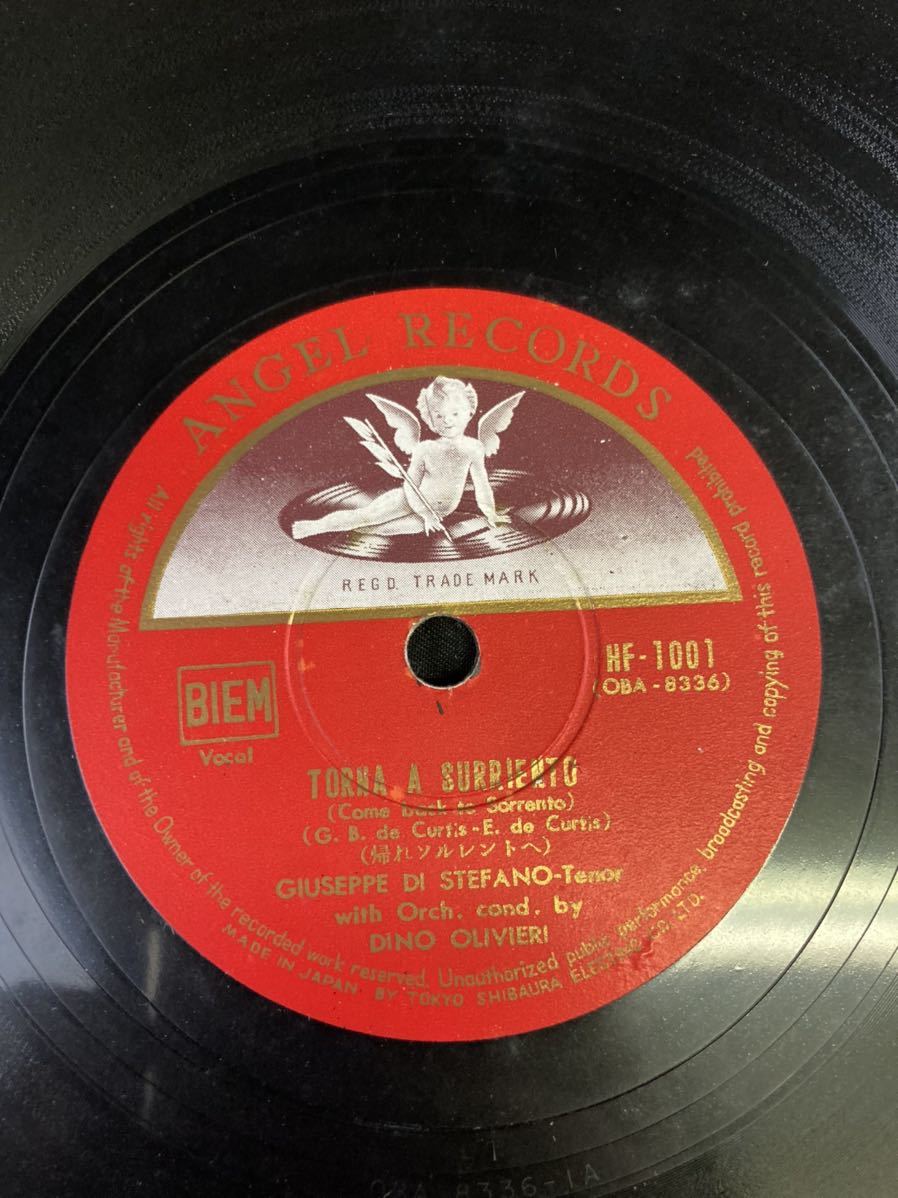 ANGEL RECORDS
REGD. TRADE MARK
HF-1001
(OBA-8336)
BIEM
Vocal
TORNA A SURRIENTO
(Come back to Sorrento)
(G. B. de Curtis-E. de Curtis)
(帰れソルレントへ)
GIUSEPPE DI STEFANO-Tenor
with Orch. cond. by
DINO OLIVIERI
All rights of the Manufacturer and of the Owner of the recorded work reserved. Unauthorized public performance, broadcasting and copying of this record prohibited
MADE IN JAPAN BY TOKYO SHIBAURA ELECTRIC CO. LTD.
OBA 8336-1A